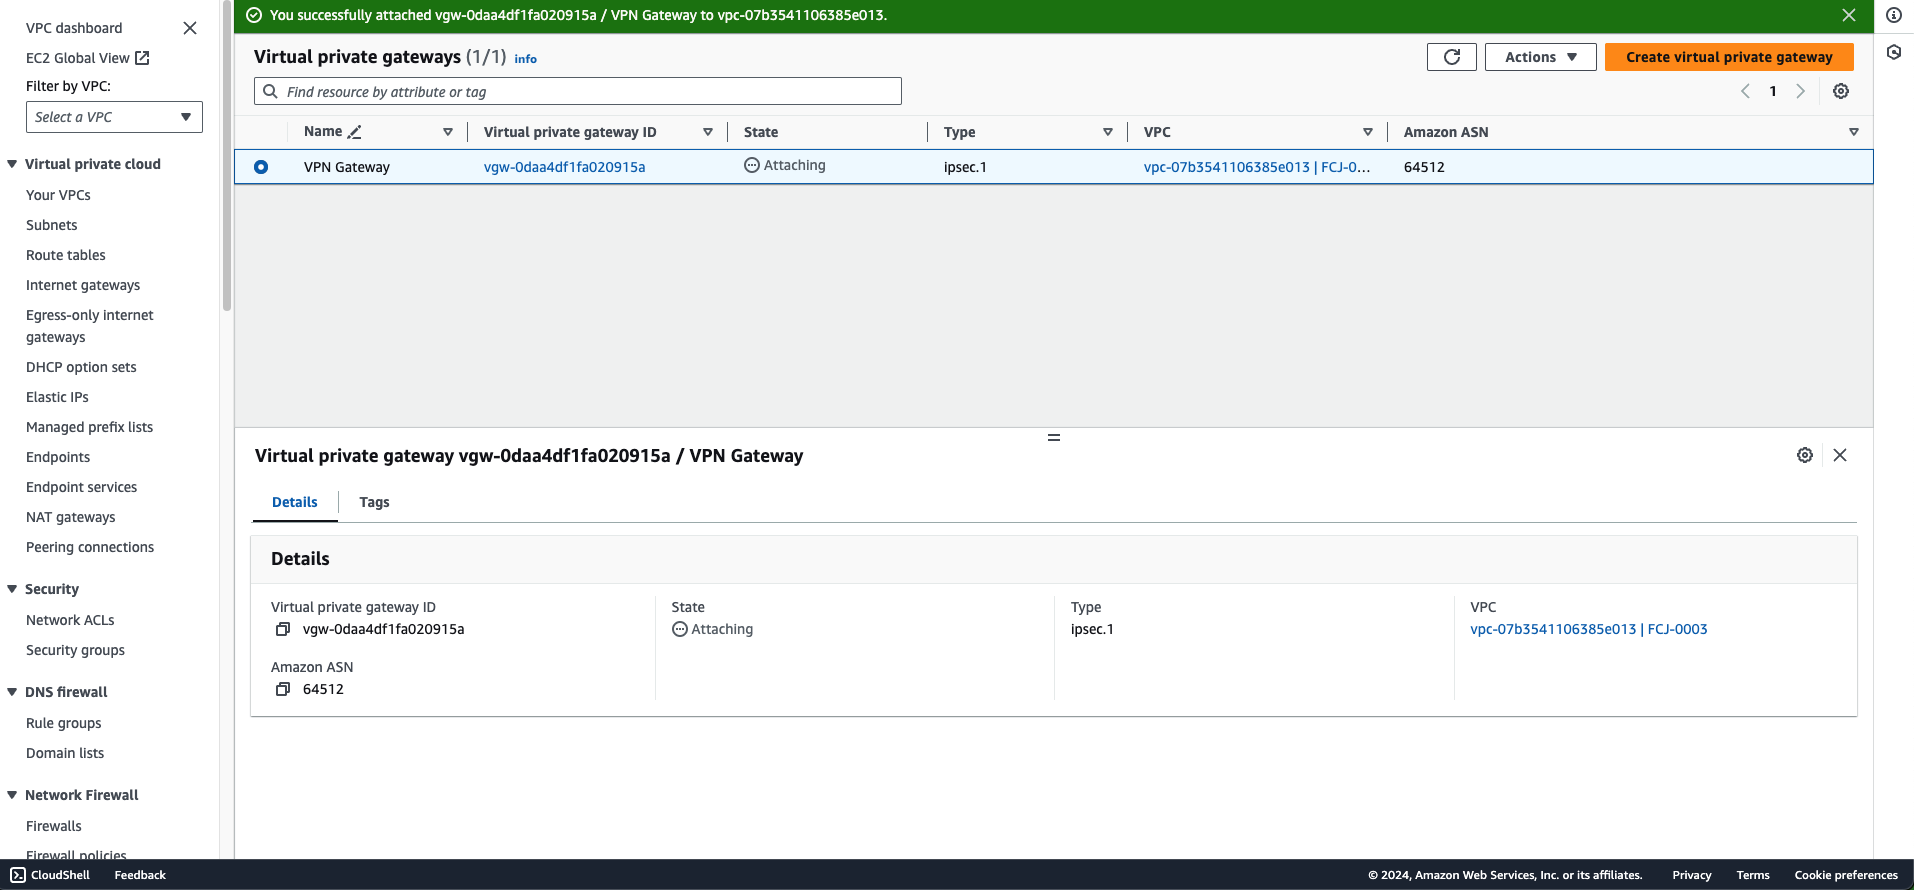 You successfully attached vgw-0daa4df1fa020915a / VPN Gateway to vpc-07b3541106385e013.
VPC dashboard
EC2 Global View
Filter by VPC:
Select a VPC
Virtual private cloud
Your VPCs
Subnets
Route tables
Internet gateways
Egress-only internet
gateways
DHCP option sets
Elastic IPs
Managed prefix lists
Endpoints
Endpoint services
NAT gateways
Peering connections
Security
Network ACLs
Security groups
DNS firewall
Rule groups
Domain lists
Network Firewall
Firewalls
Firewall policies
Virtual private gateways (1/1) info
Actions
Create virtual private gateway
Find resource by attribute or tag
1
Name Virtual private gateway ID State Type VPC Amazon ASN
VPN Gateway vgw-0daa4df1fa020915a Attaching ipsec.1 vpc-07b3541106385e013 | FCJ-0... 64512
Virtual private gateway vgw-0daa4df1fa020915a / VPN Gateway
Details Tags
Details
Virtual private gateway ID State Type VPC
vgw-0daa4df1fa020915a Attaching ipsec.1 vpc-07b3541106385e013 | FCJ-0003
Amazon ASN
64512
CloudShell Feedback © 2024, Amazon Web Services, Inc. or its affiliates. Privacy Terms Cookie preferences